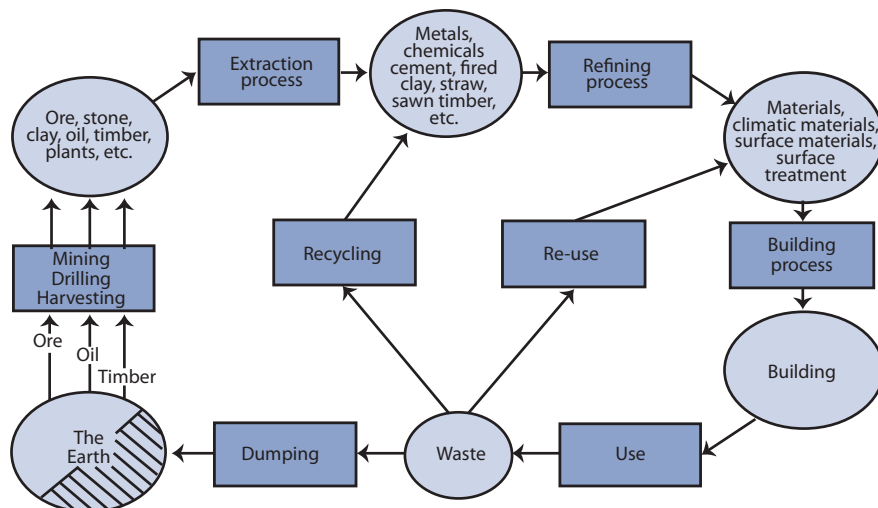 Ore, stone,
clay, oil, timber,
plants, etc.
Extraction
process
Metals,
chemicals
cement, fired
clay, straw,
sawn timber,
etc.
Refining
process
Materials,
climatic materials,
surface materials,
surface
treatment
Mining
Drilling
Harvesting
Recycling
Re-use
Building
process
Ore
Oil
Timber
Building
The
Earth
Dumping
Waste
Use